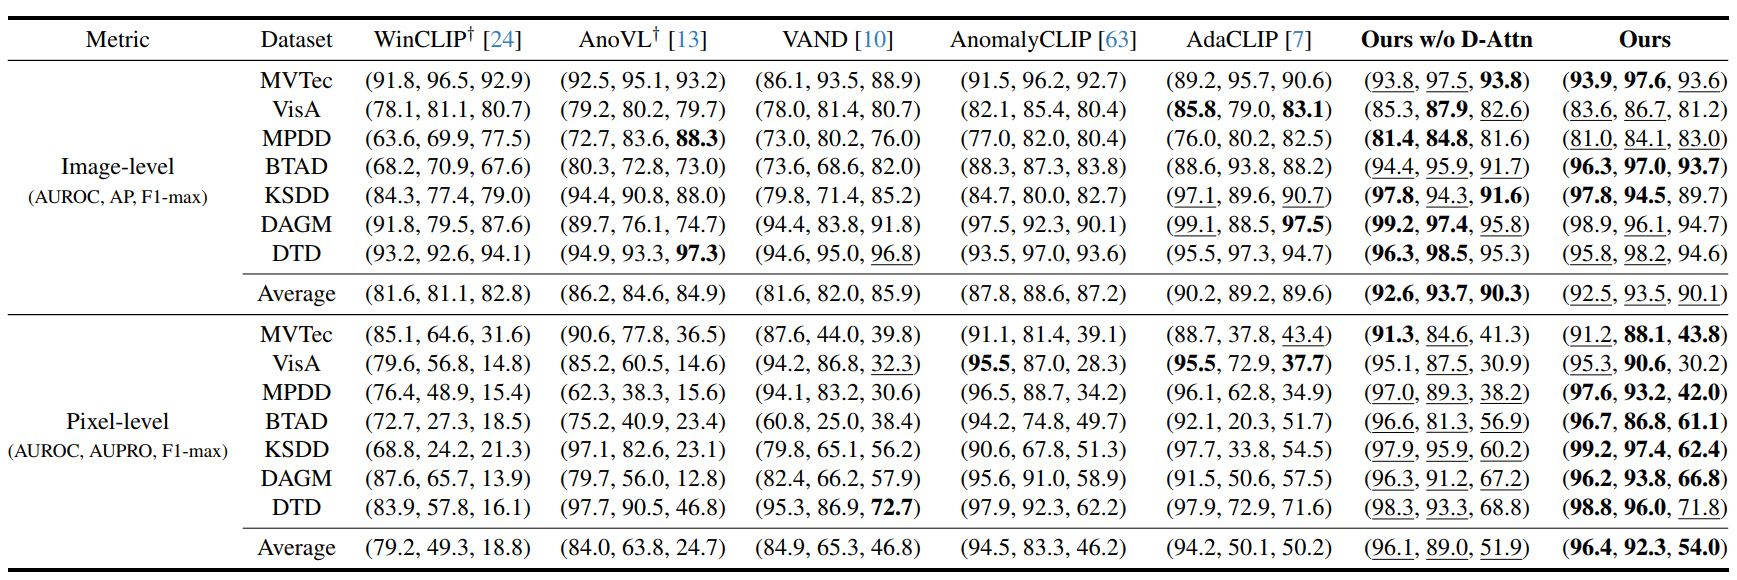 Metric Dataset WinCLIP† [24] AnoVL† [13] VAND [10] AnomalyCLIP [63] AdaCLIP [7] Ours w/o D-Attn Ours
MVTec (91.8, 96.5, 92.9) (92.5, 95.1, 93.2) (86.1, 93.5, 88.9) (91.5, 96.2, 92.7) (89.2, 95.7, 90.6) (93.8, 97.5, 93.8) (93.9, 97.6, 93.6)
VisA (78.1, 81.1, 80.7) (79.2, 80.2, 79.7) (78.0, 81.4, 80.7) (82.1, 85.4, 80.4) (85.8, 79.0, 83.1) (85.3, 87.9, 82.6) (83.6, 86.7, 81.2)
MPDD (63.6, 69.9, 77.5) (72.7, 83.6, 88.3) (73.0, 80.2, 76.0) (77.0, 82.0, 80.4) (76.0, 80.2, 82.5) (81.4, 84.8, 81.6) (81.0, 84.1, 83.0)
Image-level BTAD (68.2, 70.9, 67.6) (80.3, 72.8, 73.0) (73.6, 68.6, 82.0) (88.3, 87.3, 83.8) (88.6, 93.8, 88.2) (94.4, 95.9, 91.7) (96.3, 97.0, 93.7)
(AUROC, AP, F1-max) KSDD (84.3, 77.4, 79.0) (94.4, 90.8, 88.0) (79.8, 71.4, 85.2) (84.7, 80.0, 82.7) (97.1, 89.6, 90.7) (97.8, 94.3, 91.6) (97.8, 94.5, 89.7)
DAGM (91.8, 79.5, 87.6) (89.7, 76.1, 74.7) (94.4, 83.8, 91.8) (97.5, 92.3, 90.1) (99.1, 88.5, 97.5) (99.2, 97.4, 95.8) (98.9, 96.1, 94.7)
DTD (93.2, 92.6, 94.1) (94.9, 93.3, 97.3) (94.6, 95.0, 96.8) (93.5, 97.0, 93.6) (95.5, 97.3, 94.7) (96.3, 98.5, 95.3) (95.8, 98.2, 94.6)
Average (81.6, 81.1, 82.8) (86.2, 84.6, 84.9) (81.6, 82.0, 85.9) (87.8, 88.6, 87.2) (90.2, 89.2, 89.6) (92.6, 93.7, 90.3) (92.5, 93.5, 90.1)
MVTec (85.1, 64.6, 31.6) (90.6, 77.8, 36.5) (87.6, 44.0, 39.8) (91.1, 81.4, 39.1) (88.7, 37.8, 43.4) (91.3, 84.6, 41.3) (91.2, 88.1, 43.8)
VisA (79.6, 56.8, 14.8) (85.2, 60.5, 14.6) (94.2, 86.8, 32.3) (95.5, 87.0, 28.3) (95.5, 72.9, 37.7) (95.1, 87.5, 30.9) (95.3, 90.6, 30.2)
MPDD (76.4, 48.9, 15.4) (62.3, 38.3, 15.6) (94.1, 83.2, 30.6) (96.5, 88.7, 34.2) (96.1, 62.8, 34.9) (97.0, 89.3, 38.2) (97.6, 93.2, 42.0)
Pixel-level BTAD (72.7, 27.3, 18.5) (75.2, 40.9, 23.4) (60.8, 25.0, 38.4) (94.2, 74.8, 49.7) (92.1, 20.3, 51.7) (96.6, 81.3, 56.9) (96.7, 86.8, 61.1)
(AUROC, AUPRO, F1-max) KSDD (68.8, 24.2, 21.3) (97.1, 82.6, 23.1) (79.8, 65.1, 56.2) (90.6, 67.8, 51.3) (97.7, 33.8, 54.5) (97.9, 95.9, 60.2) (99.2, 97.4, 62.4)
DAGM (87.6, 65.7, 13.9) (79.7, 56.0, 12.8) (82.4, 66.2, 57.9) (95.6, 91.0, 58.9) (91.5, 50.6, 57.5) (96.3, 91.2, 67.2) (96.2, 93.8, 66.8)
DTD (83.9, 57.8, 16.1) (97.7, 90.5, 46.8) (95.3, 86.9, 72.7) (97.9, 92.3, 62.2) (97.9, 72.9, 71.6) (98.3, 93.3, 68.8) (98.8, 96.0, 71.8)
Average (79.2, 49.3, 18.8) (84.0, 63.8, 24.7) (84.9, 65.3, 46.8) (94.5, 83.3, 46.2) (94.2, 50.1, 50.2) (96.1, 89.0, 51.9) (96.4, 92.3, 54.0)